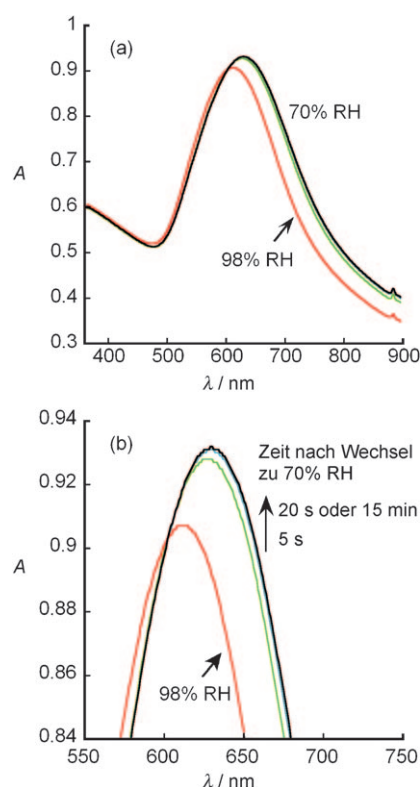 (a)
1
0.9
0.8
0.7
0.6
0.5
0.4
0.3
A
70% RH
98% RH
400 500 600 700 800 900
λ / nm
(b)
0.94
0.92
0.9
0.88
0.86
0.84
A
Zeit nach Wechsel
zu 70% RH
20 s oder 15 min
5 s
98% RH
550 600 650 700 750
λ / nm